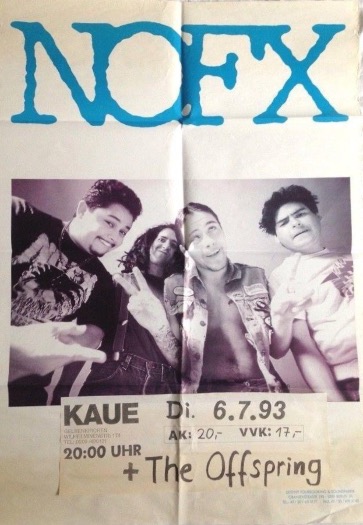 NOFX
KAUE
Di. 6.7.93
AK: 20,- VVK: 17,-
20:00 UHR
+ The Offspring